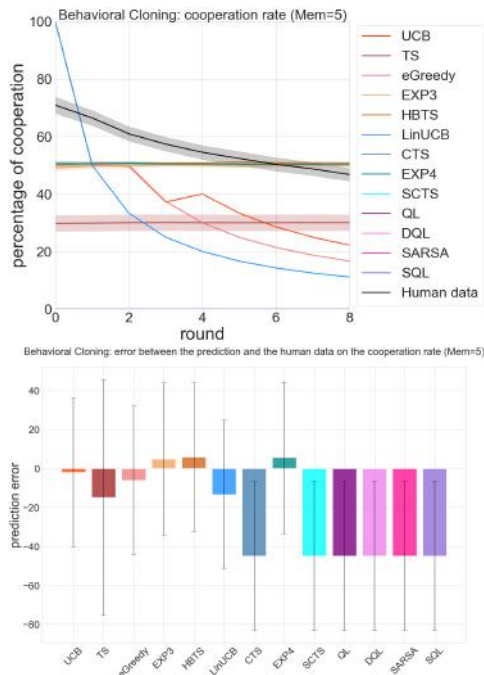 Behavioral Cloning: cooperation rate (Mem=5)
percentage of cooperation
100
80
60
40
20
0
0
2
4
6
8
round
UCB
TS
eGreedy
EXP3
HBTS
LinUCB
CTS
EXP4
SCTS
QL
DQL
SARSA
SQL
Human data
Behavioral Cloning: error between the prediction and the human data on the cooperation rate (Mem=5)
prediction error
40
20
0
−20
−40
−60
−80
UCB
TS
eGreedy
EXP3
HBTS
LinUCB
CTS
EXP4
SCTS
QL
DQL
SARSA
SQL